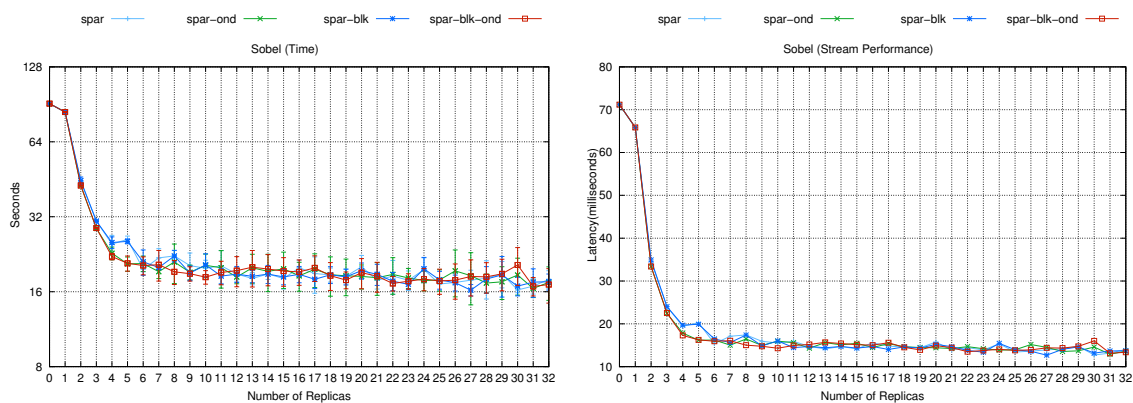 spar spar-ond spar-blk spar-blk-ond
Sobel (Time)
Seconds
128
64
32
16
8
0 1 2 3 4 5 6 7 8 9 10 11 12 13 14 15 16 17 18 19 20 21 22 23 24 25 26 27 28 29 30 31 32
Number of Replicas
spar spar-ond spar-blk spar-blk-ond
Sobel (Stream Performance)
Latency(milliseconds)
80
70
60
50
40
30
20
10
0 1 2 3 4 5 6 7 8 9 10 11 12 13 14 15 16 17 18 19 20 21 22 23 24 25 26 27 28 29 30 31 32
Number of Replicas